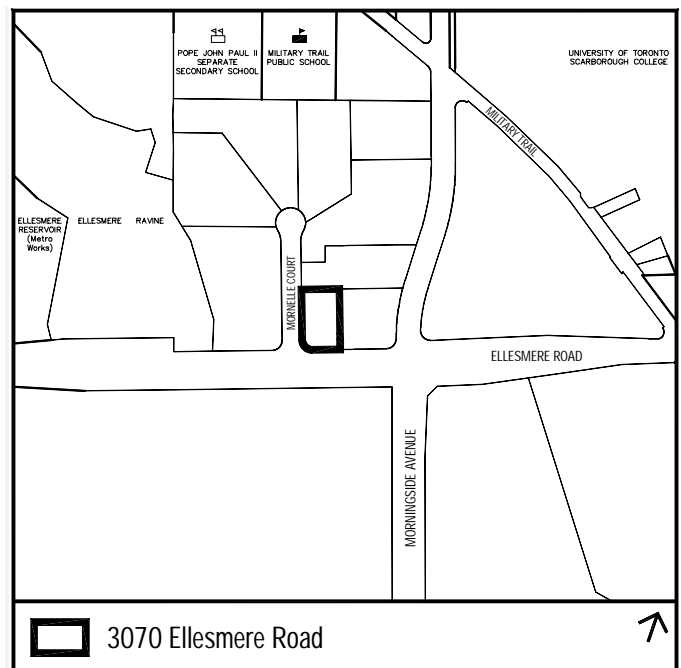 POPE JOHN PAUL II
SEPARATE
SECONDARY SCHOOL
MILITARY TRAIL
PUBLIC SCHOOL
UNIVERSITY OF TORONTO
SCARBOROUGH COLLEGE
MILITARY TRAIL
ELLESMERE
RESERVOIR
(Metro
Works)
ELLESMERE RAVINE
MORNELLE COURT
ELLESMERE ROAD
MORNINGSIDE AVENUE
3070 Ellesmere Road